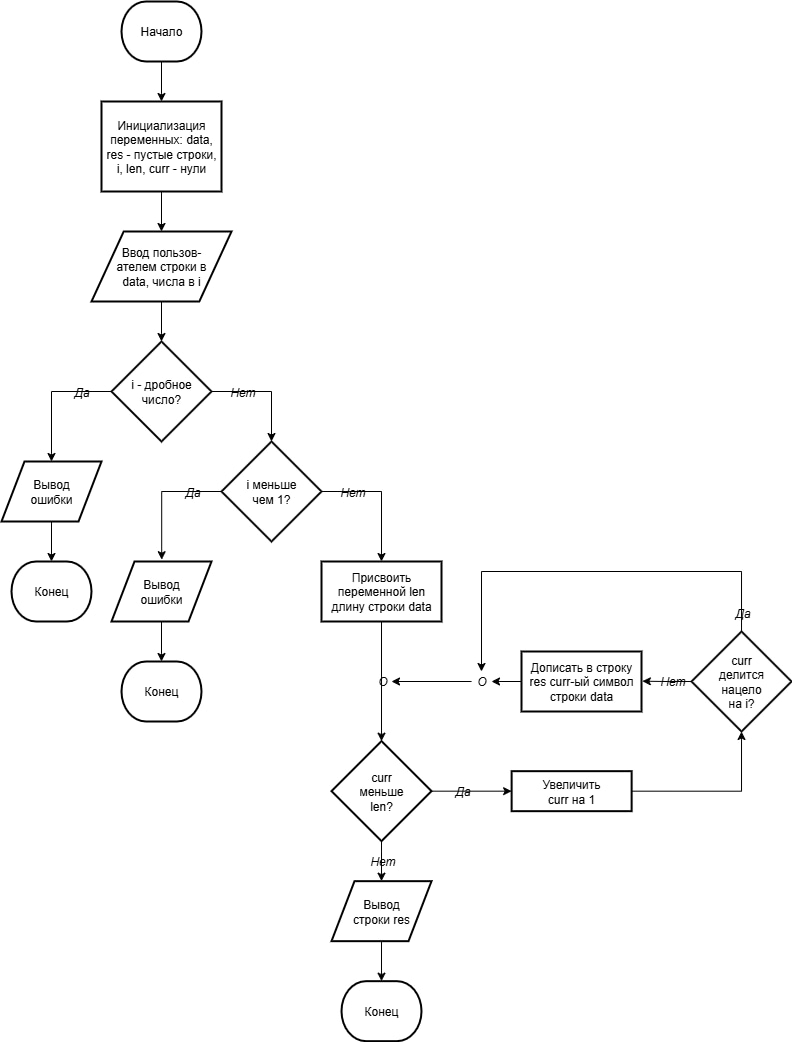 Начало
Инициализация
переменных: data,
res - пустые строки,
i, len, curr - нули
Ввод пользов-
ателем строки в
data, числа в i
i - дробное
число?
Да
Нет
Вывод
ошибки
Конец
i меньше
чем 1?
Да
Нет
Вывод
ошибки
Конец
Присвоить
переменной len
длину строки data
O
curr
меньше
len?
Да
Увеличить
curr на 1
curr
делится
нацело
на i?
Да
Нет
Дописать в строку
res curr-ый символ
строки data
O
Нет
Вывод
строки res
Конец